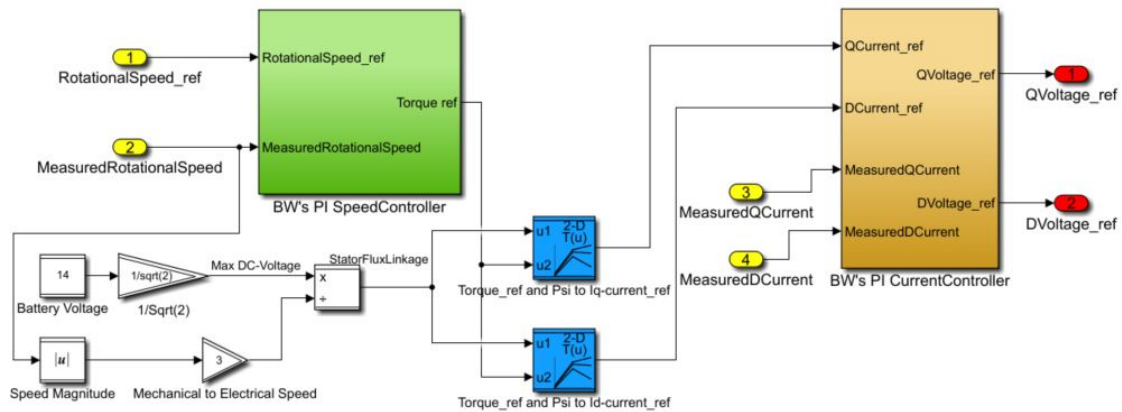 1
RotationalSpeed_ref
2
MeasuredRotationalSpeed
RotationalSpeed_ref
Torque ref
MeasuredRotationalSpeed
BW's PI SpeedController
14
Battery Voltage
1/sqrt(2)
1/Sqrt(2)
Max DC-Voltage
x
÷
StatorFluxLinkage
|u|
Speed Magnitude
3
Mechanical to Electrical Speed
2-D
T(u)
u1
u2
Torque_ref and Psi to Iq-current_ref
2-D
T(u)
u1
u2
Torque_ref and Psi to Id-current_ref
3
MeasuredQCurrent
4
MeasuredDCurrent
QCurrent_ref
QVoltage_ref
DCurrent_ref
MeasuredQCurrent
DVoltage_ref
MeasuredDCurrent
BW's PI CurrentController
1
QVoltage_ref
2
DVoltage_ref